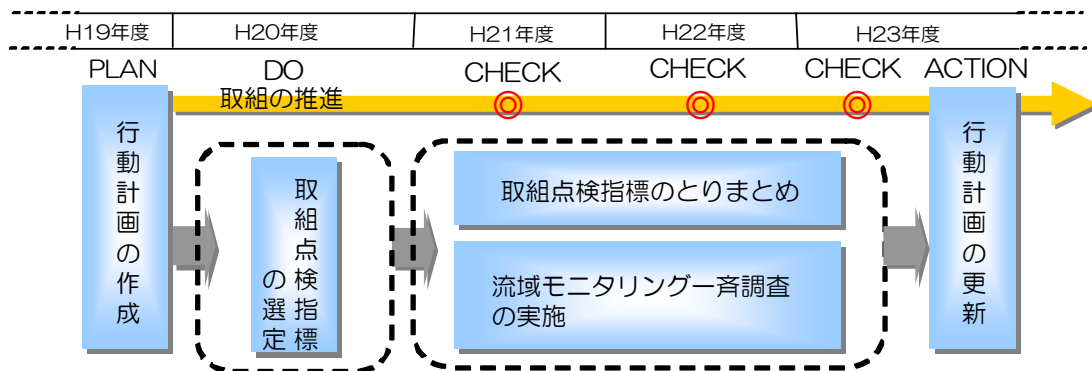 H19年度
H20年度
H21年度
H22年度
H23年度
PLAN
DO
CHECK
CHECK
CHECK
ACTION
取組の推進
◎
◎
◎
行動計画の作成
取組点検指標
の選定
取組点検指標のとりまとめ
流域モニタリング一斉調査
の実施
行動計画の更新